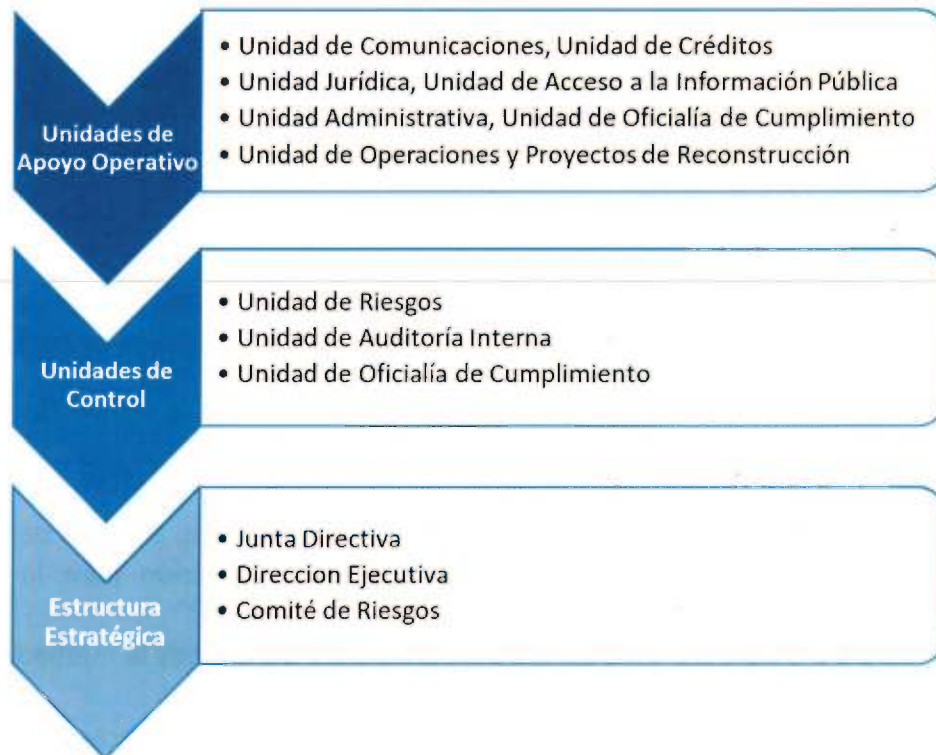 Unidades de
Apoyo Operativo
• Unidad de Comunicaciones, Unidad de Créditos
• Unidad Jurídica, Unidad de Acceso a la Información Pública
• Unidad Administrativa, Unidad de Oficialía de Cumplimiento
• Unidad de Operaciones y Proyectos de Reconstrucción
Unidades de
Control
• Unidad de Riesgos
• Unidad de Auditoría Interna
• Unidad de Oficialía de Cumplimiento
Estructura
Estratégica
• Junta Directiva
• Direccion Ejecutiva
• Comité de Riesgos